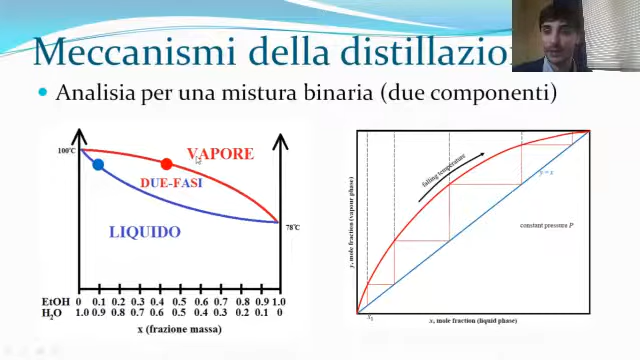 Meccanismi della distillazion
Analisia per una mistura binaria (due componenti)
100°C
VAPORE
DUE-FASI
LIQUIDO
78°C
EtOH 0 0.1 0.2 0.3 0.4 0.5 0.6 0.7 0.8 0.9 1.0
H2O 1.0 0.9 0.8 0.7 0.6 0.5 0.4 0.3 0.2 0.1 0
x (frazione massa)
y, mole fraction (vapour phase)
falling temperature
y = x
constant pressure P
x1
x, mole fraction (liquid phase)